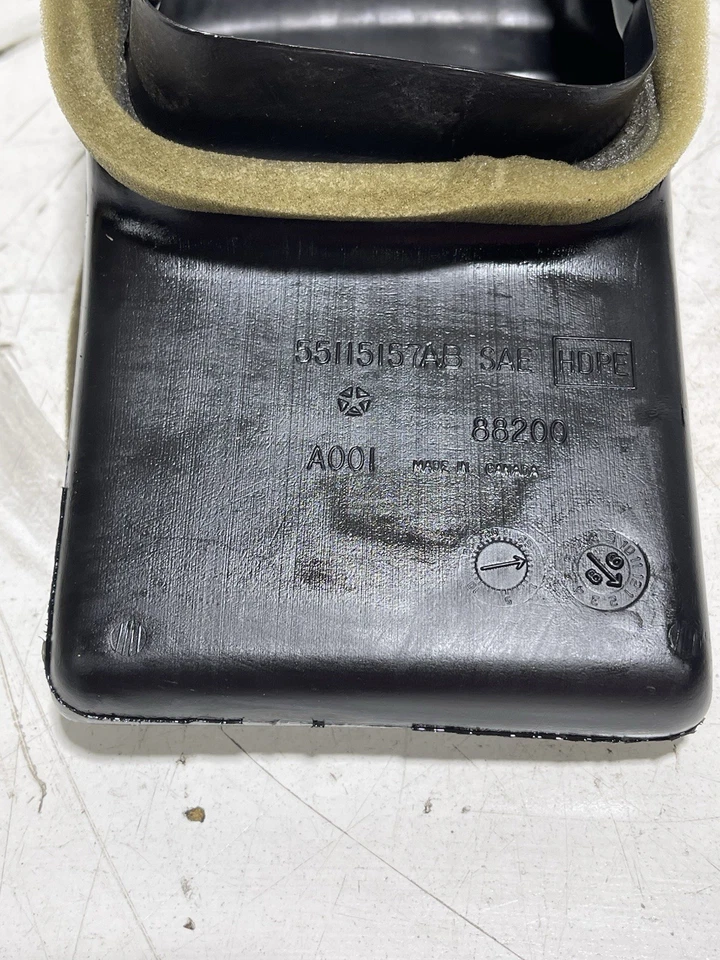 55115157AB SAE HDPE
88200
A001 MADE IN CANADA